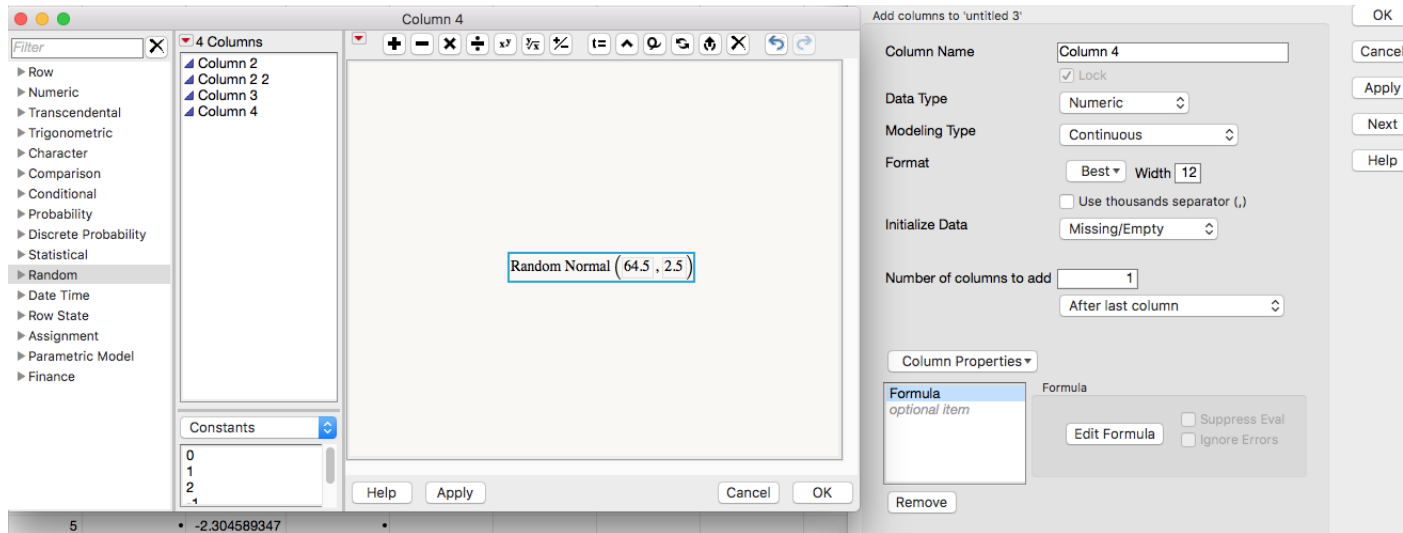 Column 4
Filter
Row
Numeric
Transcendental
Trigonometric
Character
Comparison
Conditional
Probability
Discrete Probability
Statistical
Random
Date Time
Row State
Assignment
Parametric Model
Finance
4 Columns
Column 2
Column 2 2
Column 3
Column 4
Constants
0
1
2
-1
t=
Random Normal ( 64.5 , 2.5 )
Help Apply Cancel OK
5 • -2.304589347 •
Add columns to 'untitled 3'
Column Name Column 4
Lock
Data Type Numeric
Modeling Type Continuous
Format Best Width 12
Use thousands separator (,)
Initialize Data Missing/Empty
Number of columns to add 1
After last column
Column Properties
Formula
optional item
Formula
Edit Formula
Suppress Eval
Ignore Errors
Remove
OK
Cancel
Apply
Next
Help